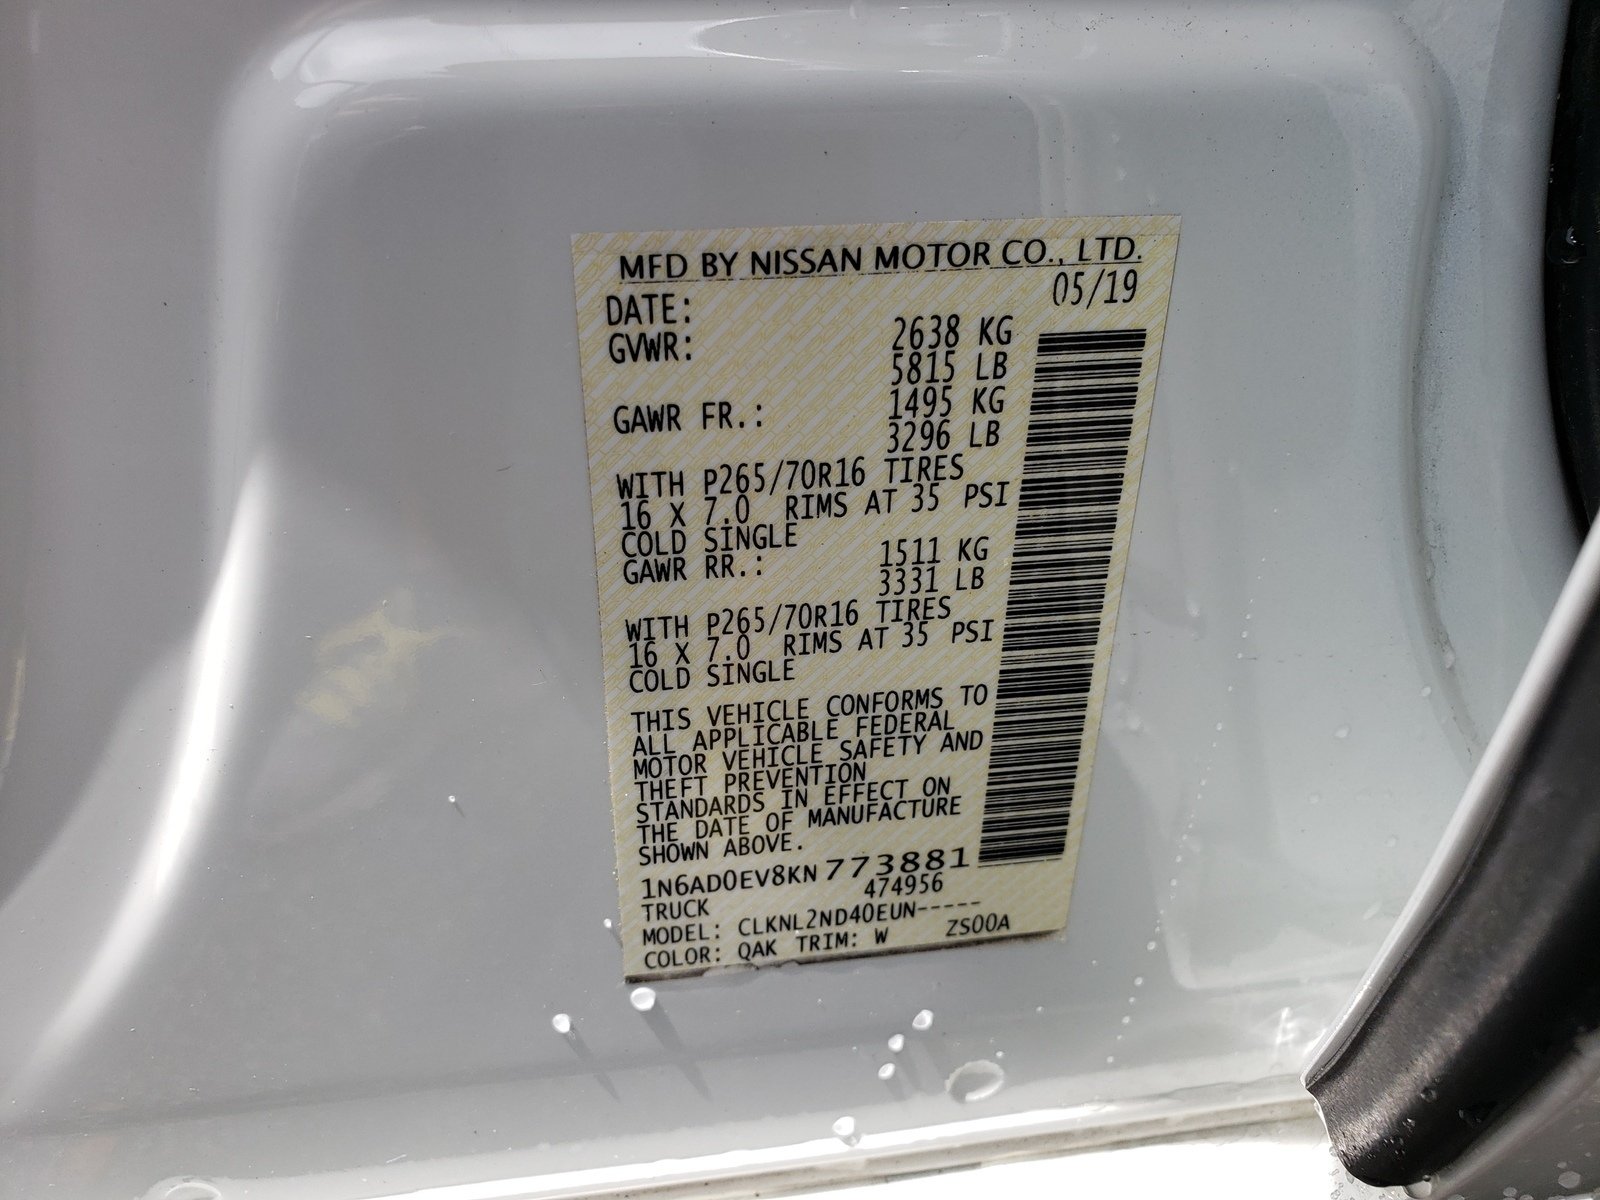 MFD BY NISSAN MOTOR CO., LTD.
DATE: 05/19
GVWR: 2638 KG
5815 LB
GAWR FR.: 1495 KG
3296 LB
WITH P265/70R16 TIRES
16 X 7.0 RIMS AT 35 PSI
COLD SINGLE
GAWR RR.: 1511 KG
3331 LB
WITH P265/70R16 TIRES
16 X 7.0 RIMS AT 35 PSI
COLD SINGLE
THIS VEHICLE CONFORMS TO
ALL APPLICABLE FEDERAL
MOTOR VEHICLE SAFETY AND
THEFT PREVENTION
STANDARDS IN EFFECT ON
THE DATE OF MANUFACTURE
SHOWN ABOVE.
1N6AD0EV8KN773881
TRUCK 474956
MODEL: CLKNL2ND40EUN-----
COLOR: QAK TRIM: W ZS00A